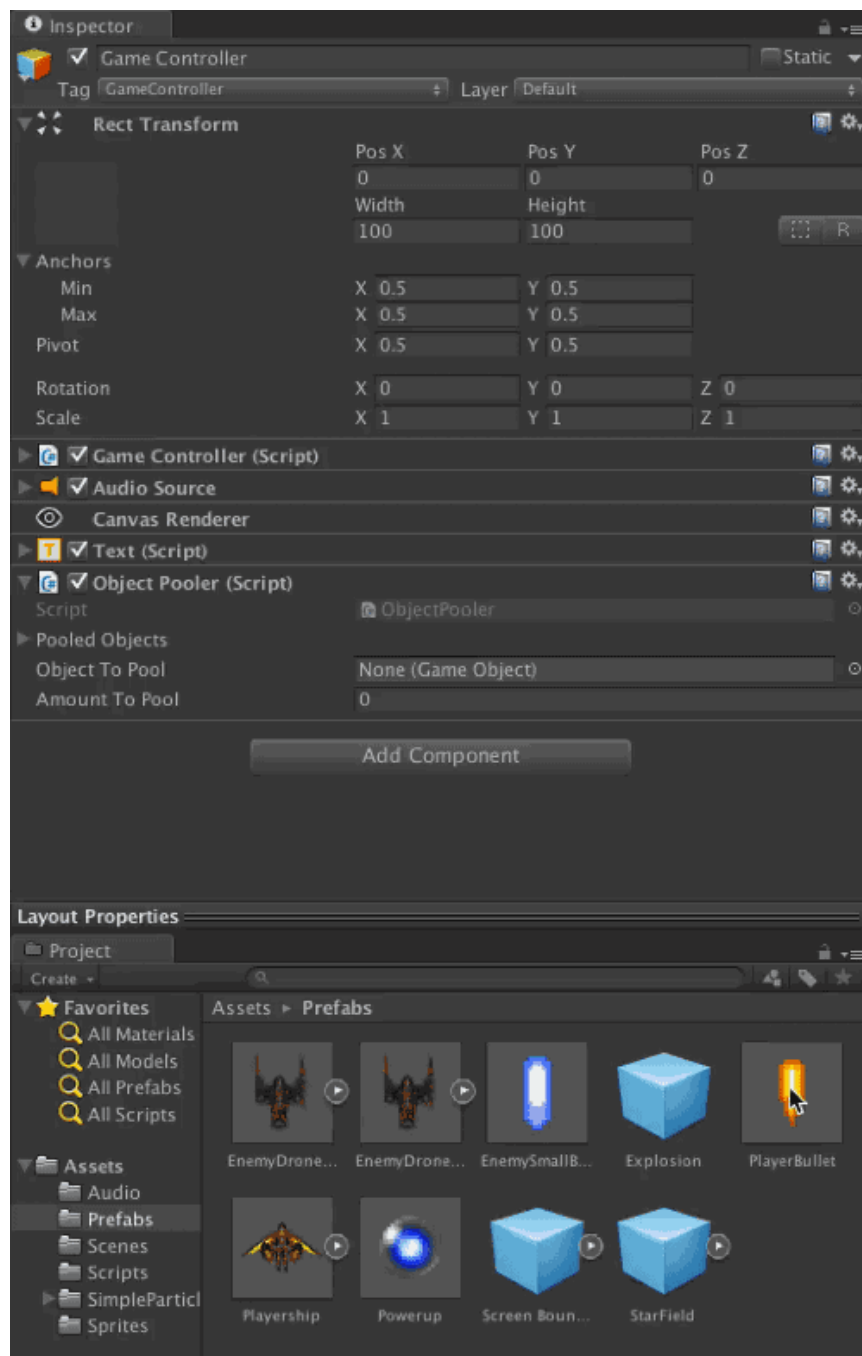 Inspector
Game Controller Static
Tag GameController Layer Default
Rect Transform
Pos X Pos Y Pos Z
0 0 0
Width Height
100 100
R
Anchors
Min X 0.5 Y 0.5
Max X 0.5 Y 0.5
Pivot X 0.5 Y 0.5
Rotation X 0 Y 0 Z 0
Scale X 1 Y 1 Z 1
Game Controller (Script)
Audio Source
Canvas Renderer
T Text (Script)
Object Pooler (Script)
Script ObjectPooler
Pooled Objects
Object To Pool None (Game Object)
Amount To Pool 0
Add Component
Layout Properties
Project
Create
Favorites Assets Prefabs
All Materials
All Models
All Prefabs
All Scripts
EnemyDrone... EnemyDrone... EnemySmallB... Explosion PlayerBullet
Assets
Audio
Prefabs
Scenes
Scripts
SimpleParticl
Sprites
Playership Powerup Screen Boun... StarField